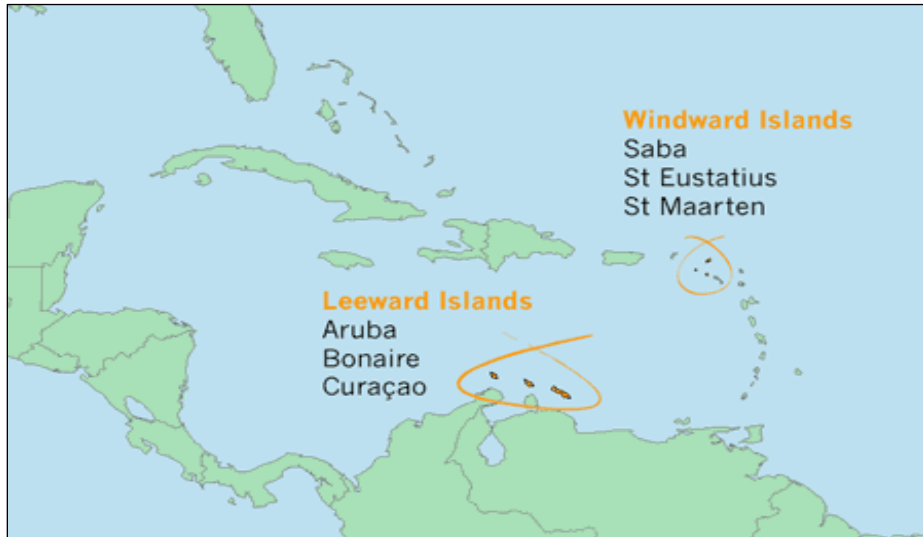 Windward Islands
Saba
St Eustatius
St Maarten
Leeward Islands
Aruba
Bonaire
Curaçao